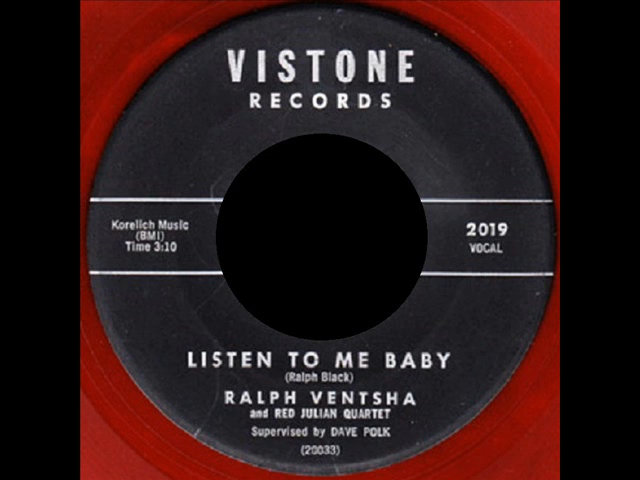 VISTONE
RECORDS
Korelich Music
(BMI)
Time 3:10
2019
VOCAL
LISTEN TO ME BABY
(Ralph Black)
RALPH VENTSHA
and RED JULIAN QUARTET
Supervised by DAVE POLK
(20033)